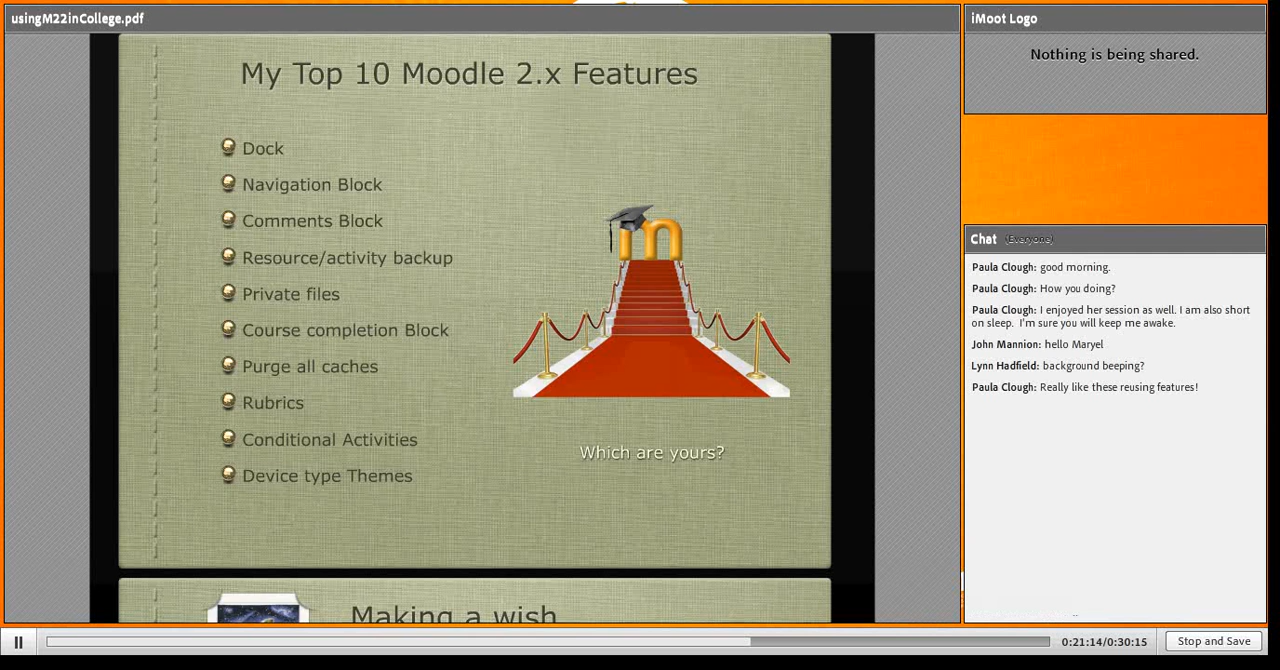 usingM22inCollege.pdf
My Top 10 Moodle 2.x Features
Dock
Navigation Block
Comments Block
Resource/activity backup
Private files
Course completion Block
Purge all caches
Rubrics
Conditional Activities
Device type Themes
m
Which are yours?
Making a wish
iMoot Logo
Nothing is being shared.
Chat (Everyone)
Paula Clough: good morning.
Paula Clough: How you doing?
Paula Clough: I enjoyed her session as well. I am also short
on sleep. I'm sure you will keep me awake.
John Mannion: hello Maryel
Lynn Hadfield: background beeping?
Paula Clough: Really like these reusing features!
0:21:14/0:30:15
Stop and Save